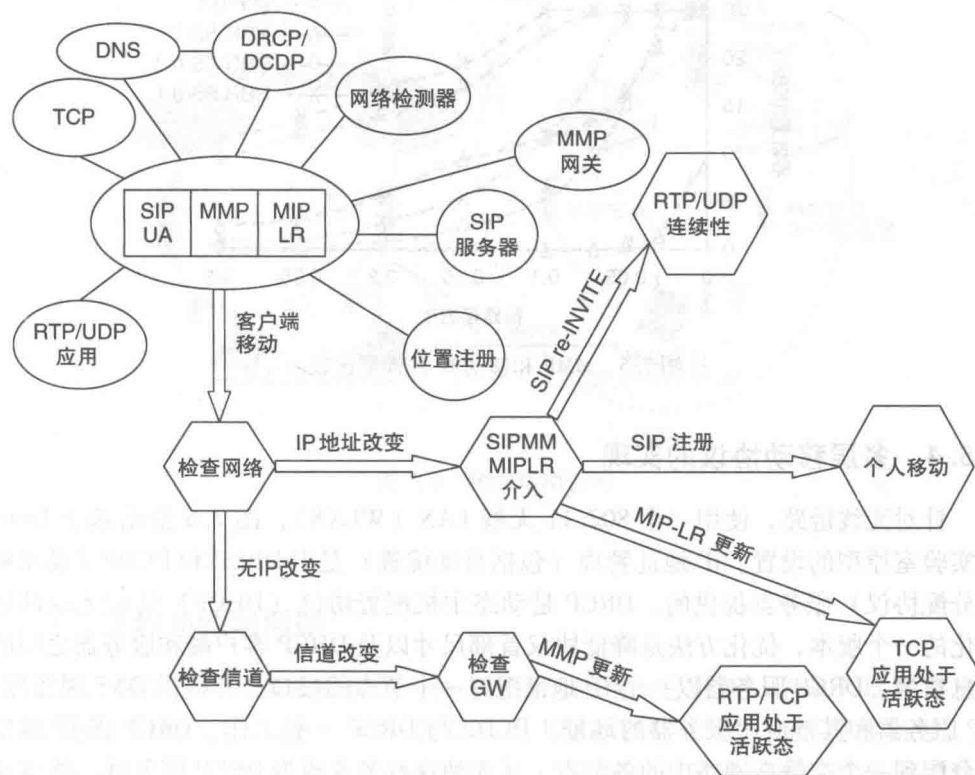 DNS
DRCP/
DCDP
TCP
网络检测器
MMP
网关
SIP
UA
MMP
MIP
LR
SIP
服务器
RTP/UDP
连续性
RTP/UDP
应用
客户端
移动
位置注册
SIP re-INVITE
检查网络
IP地址改变
SIPMM
MIPLR
介入
SIP 注册
个人移动
MIP-LR 更新
无IP改变
检查信道
信道改变
检查
GW
MMP 更新
RTP/TCP
应用处于
活跃态
TCP
应用处于
活跃态